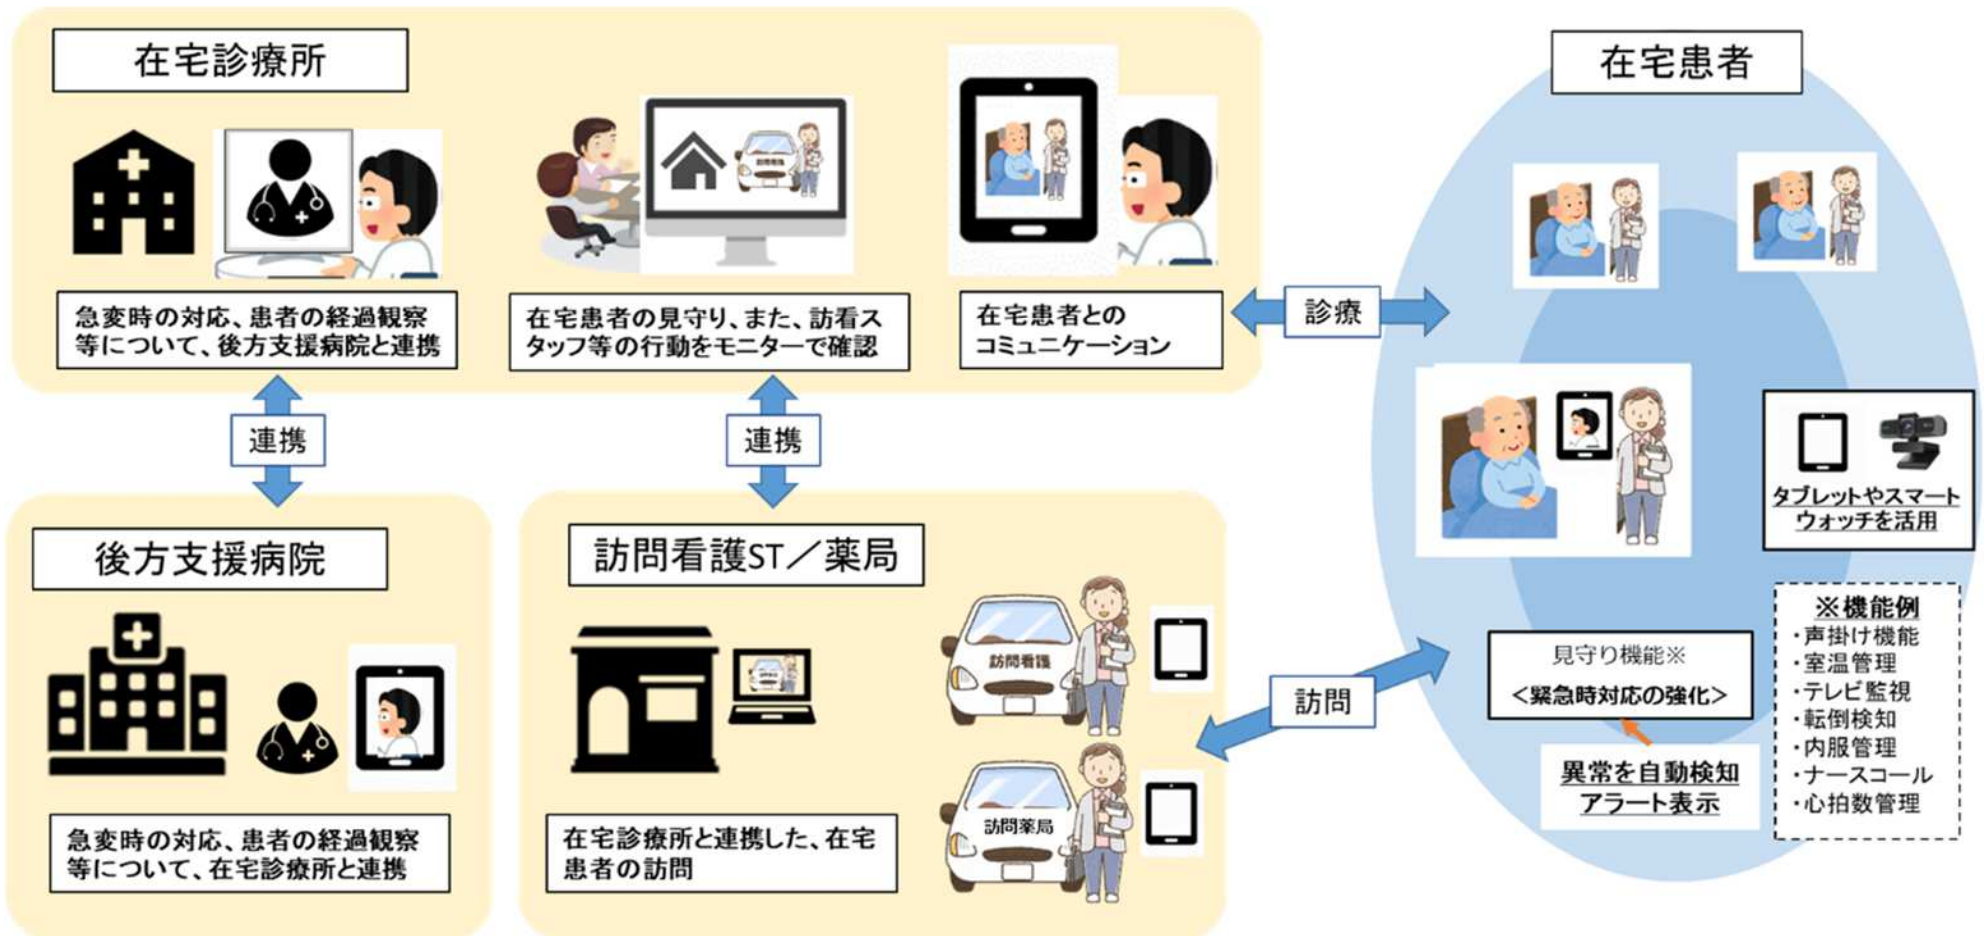 在宅診療所
訪問看護
急変時の対応、患者の経過観察
等について、後方支援病院と連携
在宅患者の見守り、また、訪看ス
タッフ等の行動をモニターで確認
在宅患者との
コミュニケーション
診療
在宅患者
連携
連携
後方支援病院
急変時の対応、患者の経過観察
等について、在宅診療所と連携
訪問看護ST／薬局
訪問看護
訪問薬局
在宅診療所と連携した、在宅
患者の訪問
訪問
タブレットやスマート
ウォッチを活用
見守り機能※
＜緊急時対応の強化＞
異常を自動検知
アラート表示
※機能例
・声掛け機能
・室温管理
・テレビ監視
・転倒検知
・内服管理
・ナースコール
・心拍数管理